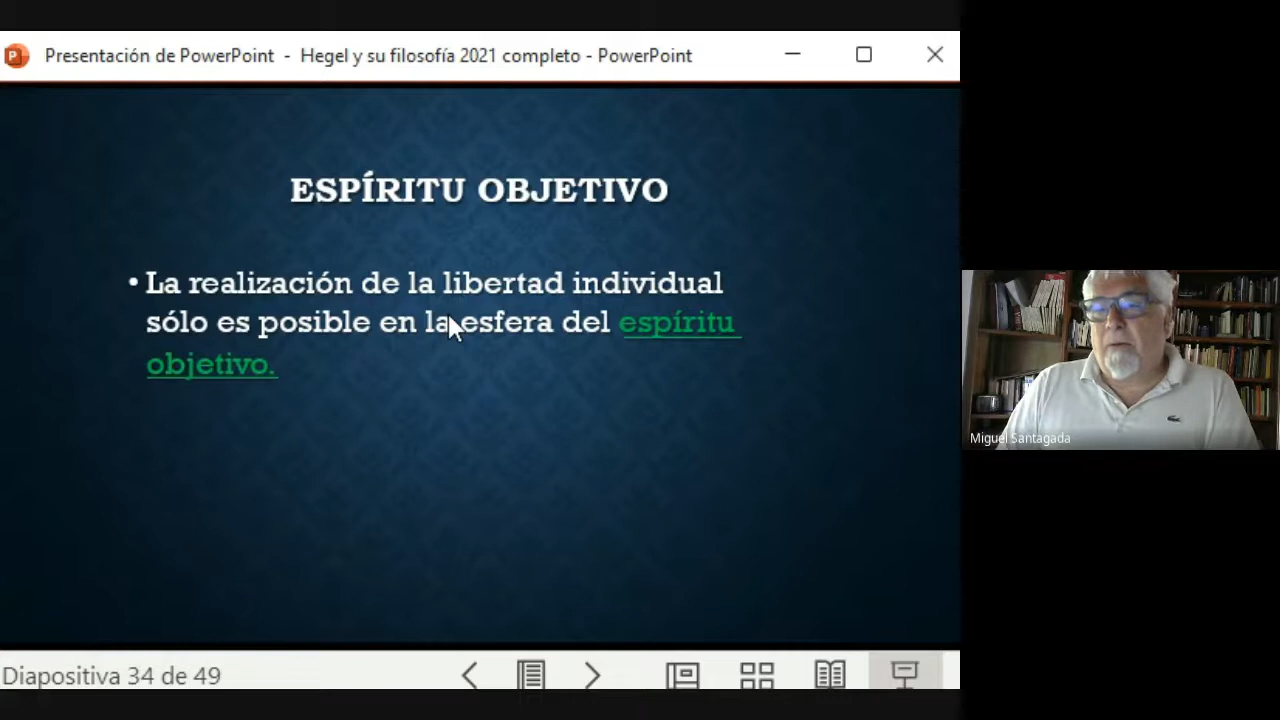 Presentación de PowerPoint - Hegel y su filosofía 2021 completo - PowerPoint
ESPÍRITU OBJETIVO
• La realización de la libertad individual
sólo es posible en la esfera del espíritu
objetivo.
Miguel Santagada
Diapositiva 34 de 49